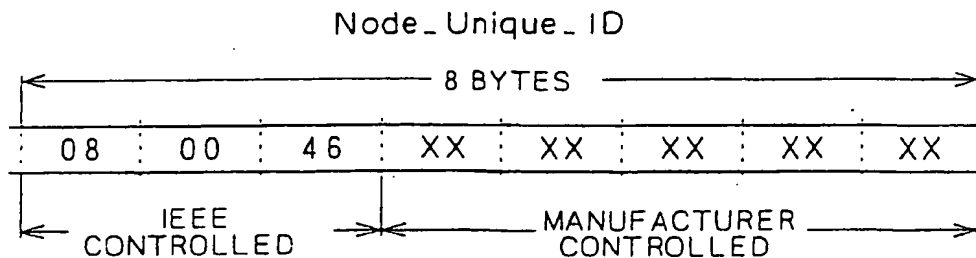 Node_Unique_ID
8 BYTES
08 00 46 XX XX XX XX XX
IEEE
CONTROLLED
MANUFACTURER
CONTROLLED